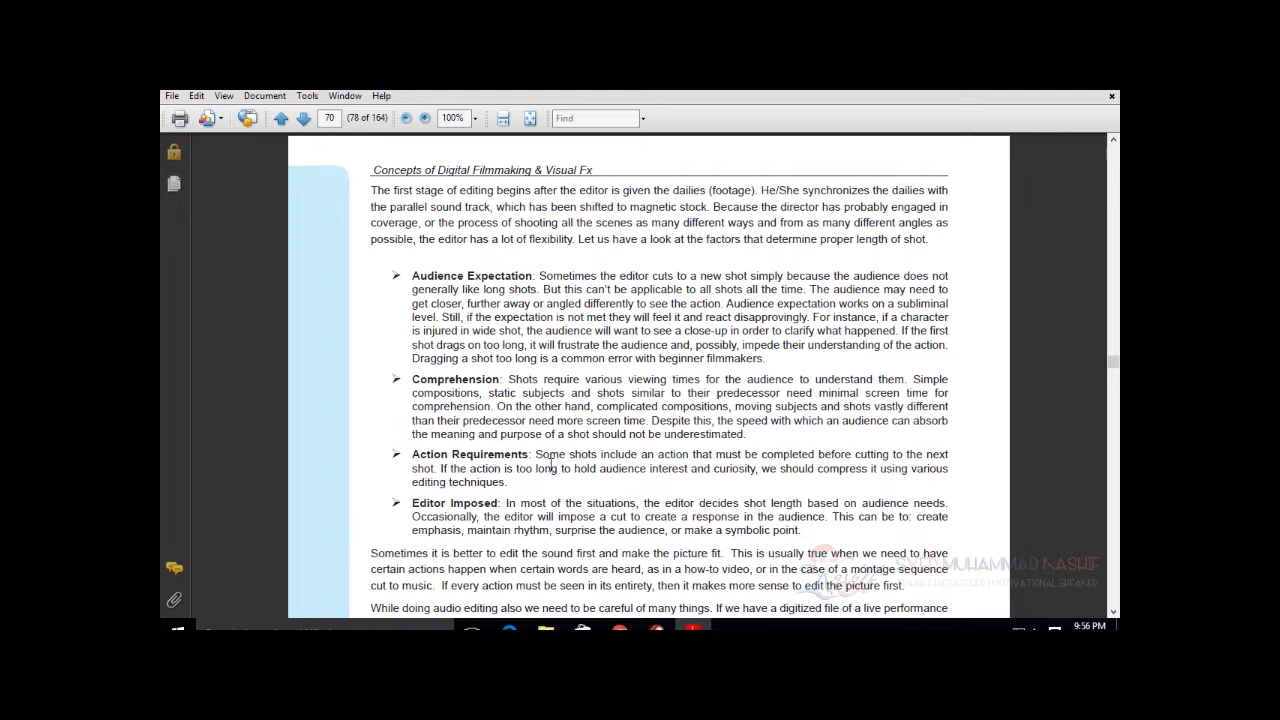 File Edit View Document Tools Window Help
70 (78 of 164) 100% Find
Concepts of Digital Filmmaking & Visual Fx
The first stage of editing begins after the editor is given the dailies (footage). He/She synchronizes the dailies with
the parallel sound track, which has been shifted to magnetic stock. Because the director has probably engaged in
coverage, or the process of shooting all the scenes as many different ways and from as many different angles as
possible, the editor has a lot of flexibility. Let us have a look at the factors that determine proper length of shot.
Audience Expectation: Sometimes the editor cuts to a new shot simply because the audience does not
generally like long shots. But this can't be applicable to all shots all the time. The audience may need to
get closer, further away or angled differently to see the action. Audience expectation works on a subliminal
level. Still, if the expectation is not met they will feel it and react disapprovingly. For instance, if a character
is injured in wide shot, the audience will want to see a close-up in order to clarify what happened. If the first
shot drags on too long, it will frustrate the audience and, possibly, impede their understanding of the action.
Dragging a shot too long is a common error with beginner filmmakers.
Comprehension: Shots require various viewing times for the audience to understand them. Simple
compositions, static subjects and shots similar to their predecessor need minimal screen time for
comprehension. On the other hand, complicated compositions, moving subjects and shots vastly different
than their predecessor need more screen time. Despite this, the speed with which an audience can absorb
the meaning and purpose of a shot should not be underestimated.
Action Requirements: Some shots include an action that must be completed before cutting to the next
shot. If the action is too long to hold audience interest and curiosity, we should compress it using various
editing techniques.
Editor Imposed: In most of the situations, the editor decides shot length based on audience needs.
Occasionally, the editor will impose a cut to create a response in the audience. This can be to: create
emphasis, maintain rhythm, surprise the audience, or make a symbolic point.
Sometimes it is better to edit the sound first and make the picture fit. This is usually true when we need to have
certain actions happen when certain words are heard, as in a how-to video, or in the case of a montage sequence
cut to music. If every action must be seen in its entirety, then it makes more sense to edit the picture first.
While doing audio editing also we need to be careful of many things. If we have a digitized file of a live performance
SYED MUHAMMAD NASHIF
TRAINER RESEARCHER MOTIVATIONAL SPEAKER
9:56 PM